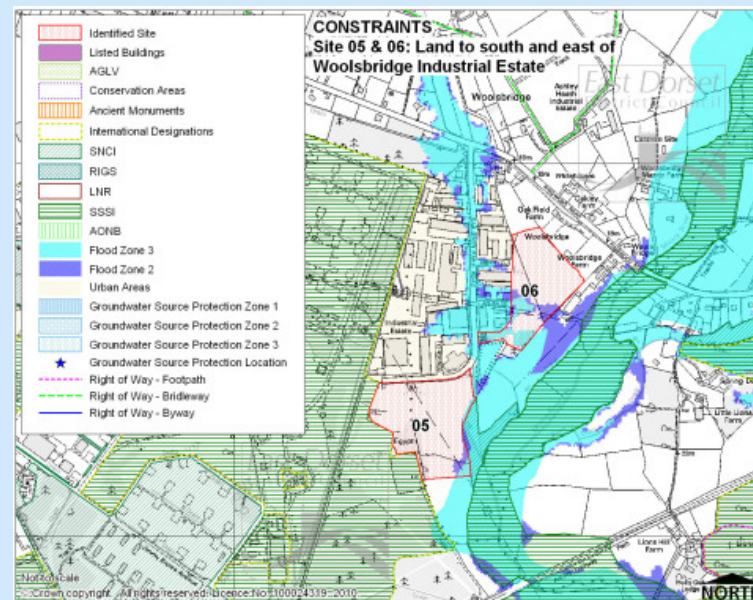 CONSTRAINTS
Site 05 & 06: Land to south and east of
Woolsbridge Industrial Estate
Identified Site
Listed Buildings
AGLV
Conservation Areas
Ancient Monuments
International Designations
SNCI
RIGS
LNR
SSSI
AONB
Flood Zone 3
Flood Zone 2
Urban Areas
Groundwater Source Protection Zone 1
Groundwater Source Protection Zone 2
Groundwater Source Protection Zone 3
Groundwater Source Protection Location
Right of Way - Footpath
Right of Way - Bridleway
Right of Way - Byway
East Dorset
District Council
Woolsbridge
Ashley
Heath
Industrial
Estate
Oak Field
Farm
Woolsbridge
Woolsbridge
Farm
06
Industrial
Estate
05
Egypt
Little Lions
Farm
Lions Hill
Farm
Not to scale
© Crown copyright. All rights reserved. Licence No. 100024319. 2010
NORTH